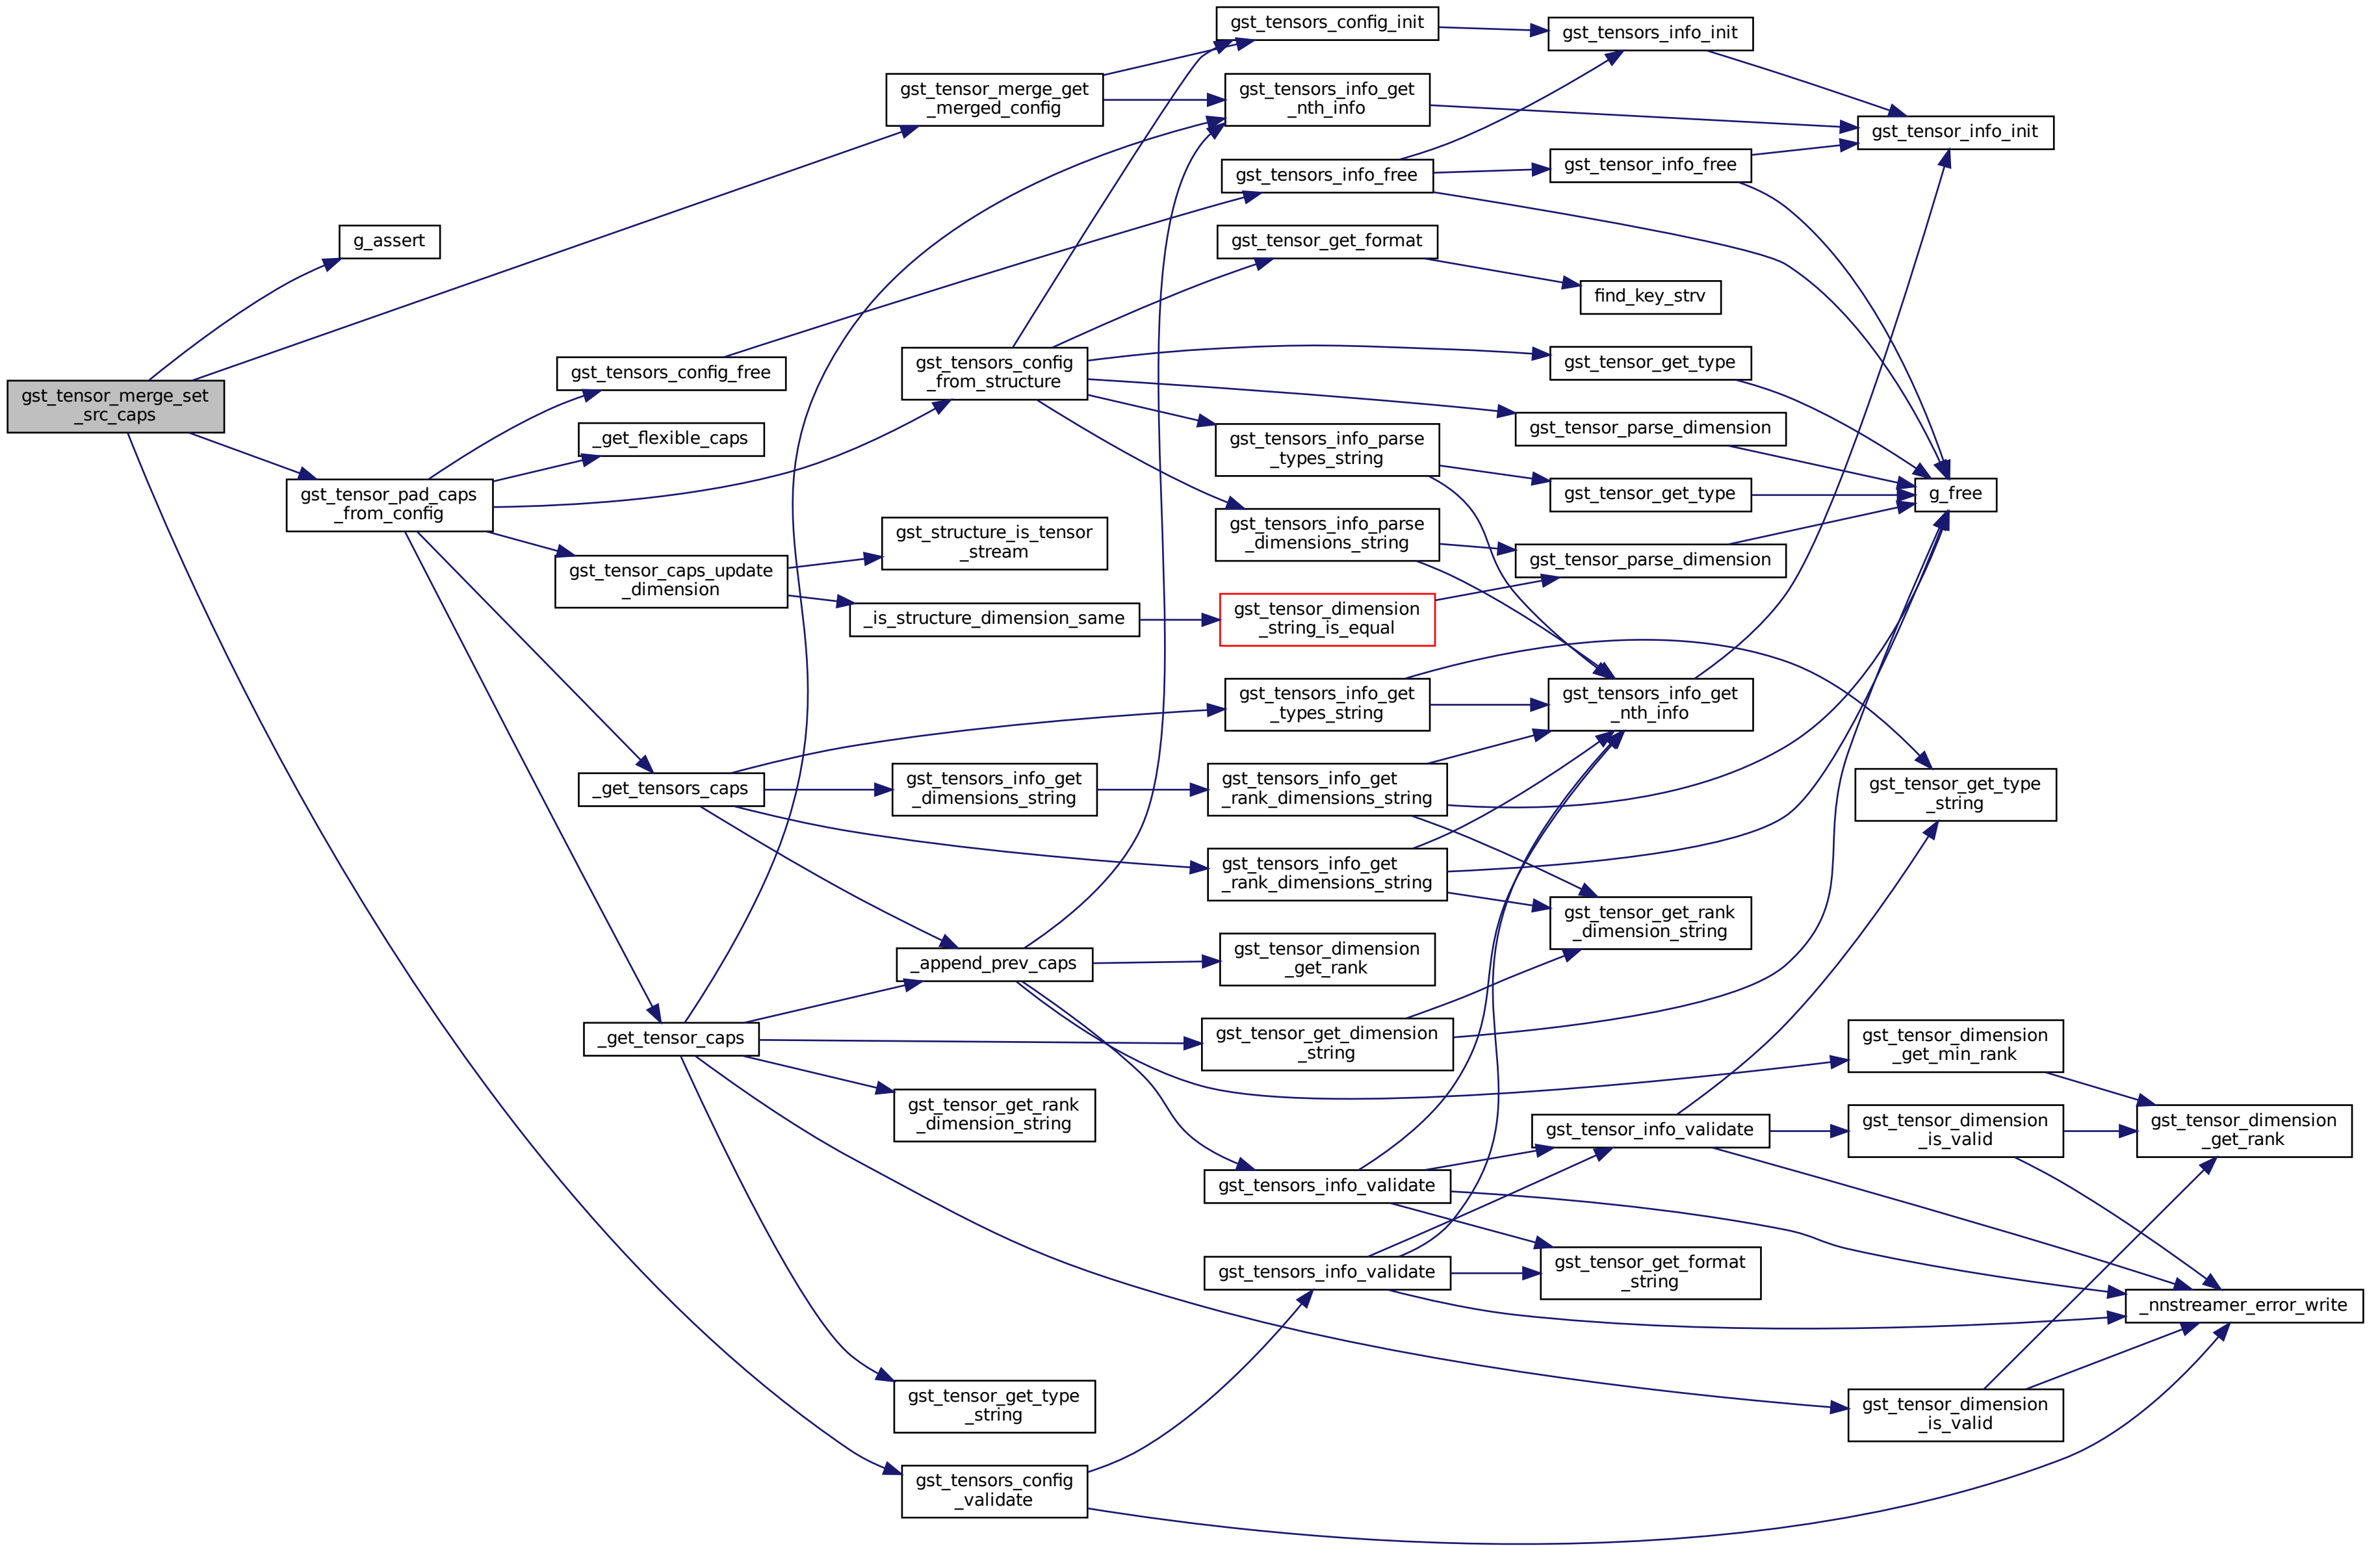 gst_tensor_merge_set
_src_caps
g_assert
gst_tensor_merge_get
_merged_config
gst_tensor_pad_caps
_from_config
gst_tensors_config_free
_get_flexible_caps
gst_tensor_caps_update
_dimension
_get_tensors_caps
_get_tensor_caps
gst_tensors_config
_from_structure
gst_structure_is_tensor
_stream
_is_structure_dimension_same
gst_tensors_info_get
_dimensions_string
_append_prev_caps
gst_tensor_get_rank
_dimension_string
gst_tensor_get_type
_string
gst_tensors_config
_validate
gst_tensors_config_init
gst_tensors_info_get
_nth_info
gst_tensors_info_free
gst_tensor_get_format
gst_tensors_info_parse
_types_string
gst_tensors_info_parse
_dimensions_string
gst_tensor_dimension
_string_is_equal
gst_tensors_info_get
_types_string
gst_tensors_info_get
_rank_dimensions_string
gst_tensors_info_get
_rank_dimensions_string
gst_tensor_dimension
_get_rank
gst_tensor_get_dimension
_string
gst_tensors_info_validate
gst_tensors_info_validate
gst_tensors_info_init
gst_tensor_info_free
find_key_strv
gst_tensor_get_type
gst_tensor_parse_dimension
gst_tensor_get_type
gst_tensor_parse_dimension
gst_tensors_info_get
_nth_info
gst_tensor_get_rank
_dimension_string
gst_tensor_info_validate
gst_tensor_get_format
_string
gst_tensor_info_init
g_free
gst_tensor_get_type
_string
gst_tensor_dimension
_get_min_rank
gst_tensor_dimension
_is_valid
gst_tensor_dimension
_is_valid
gst_tensor_dimension
_get_rank
_nnstreamer_error_write